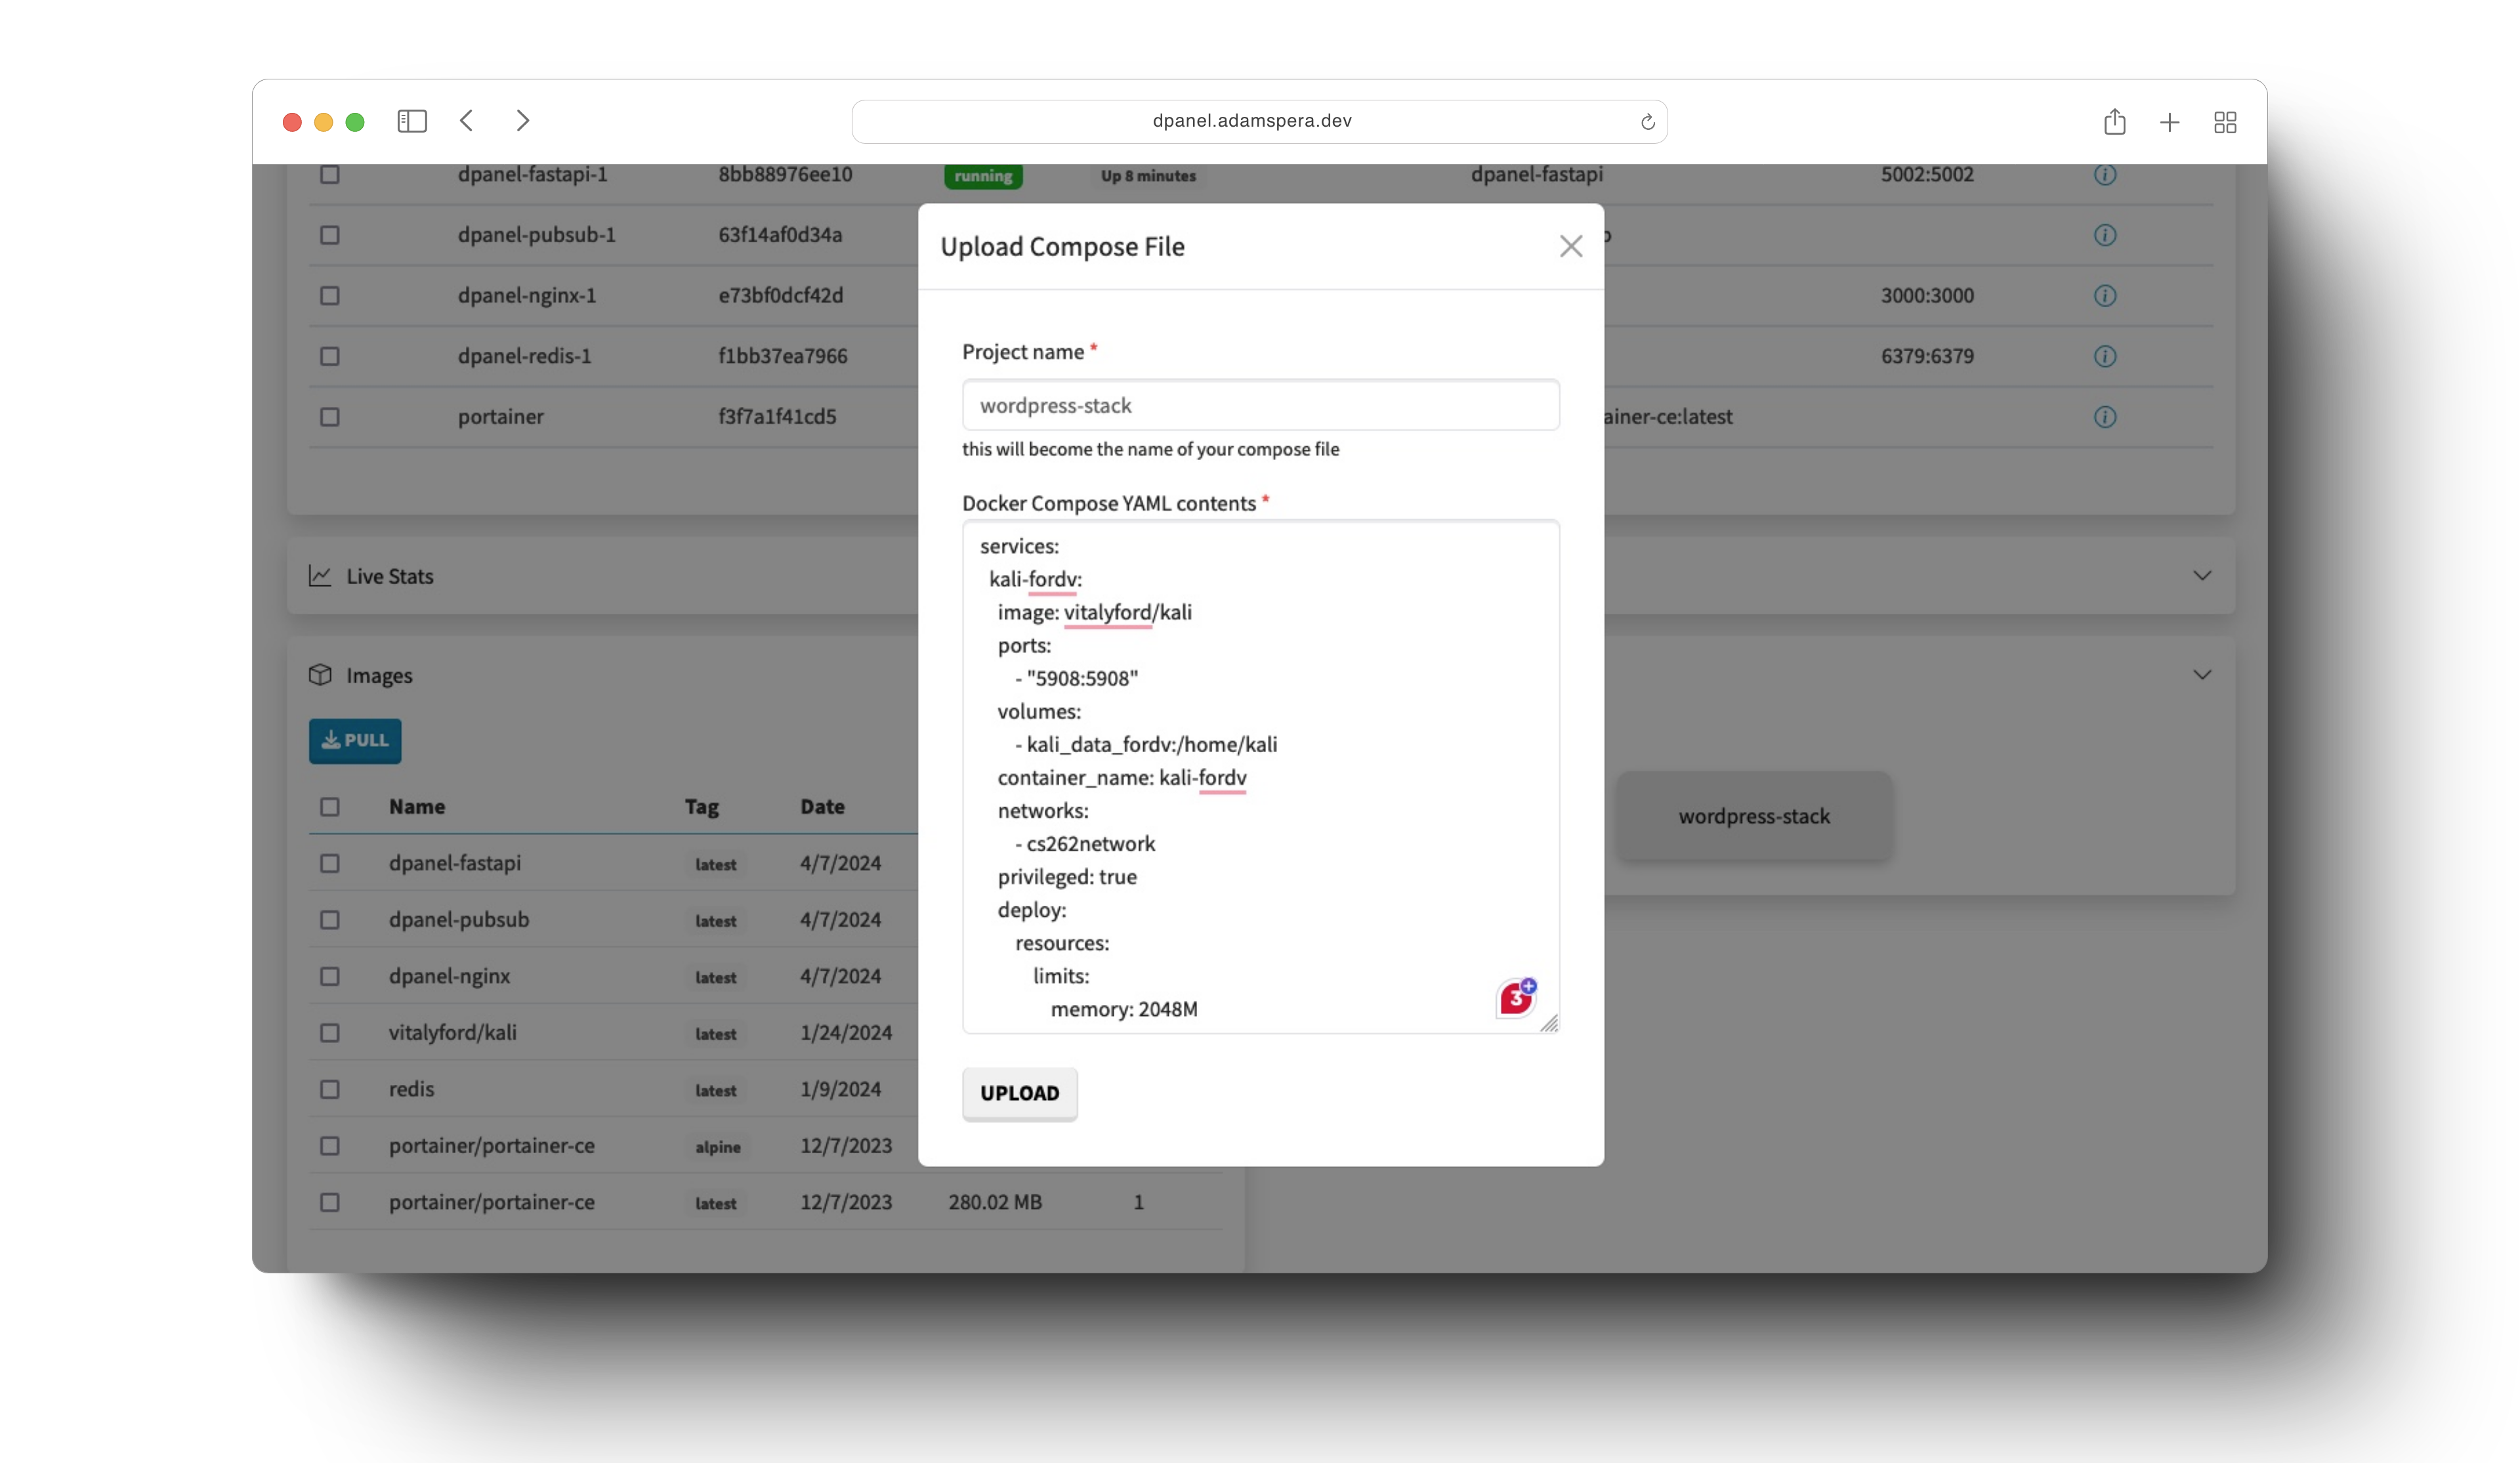 dpanel.adamspera.dev
dpanel-fastapi-1 8bb88976ee10 running Up 8 minutes dpanel-fastapi 5002:5002
dpanel-pubsub-1 63f14af0d34a
dpanel-nginx-1 e73bf0dcf42d 3000:3000
dpanel-redis-1 f1bb37ea7966 6379:6379
portainer f3f7a1f41cd5 ainer-ce:latest
Live Stats
Images
PULL
Name Tag Date
dpanel-fastapi latest 4/7/2024
dpanel-pubsub latest 4/7/2024
dpanel-nginx latest 4/7/2024
vitalyford/kali latest 1/24/2024
redis latest 1/9/2024
portainer/portainer-ce alpine 12/7/2023
portainer/portainer-ce latest 12/7/2023 280.02 MB 1
wordpress-stack
Upload Compose File
Project name *
wordpress-stack
this will become the name of your compose file
Docker Compose YAML contents *
services:
kali-fordv:
image: vitalyford/kali
ports:
- "5908:5908"
volumes:
- kali_data_fordv:/home/kali
container_name: kali-fordv
networks:
- cs262network
privileged: true
deploy:
resources:
limits:
memory: 2048M
3
UPLOAD